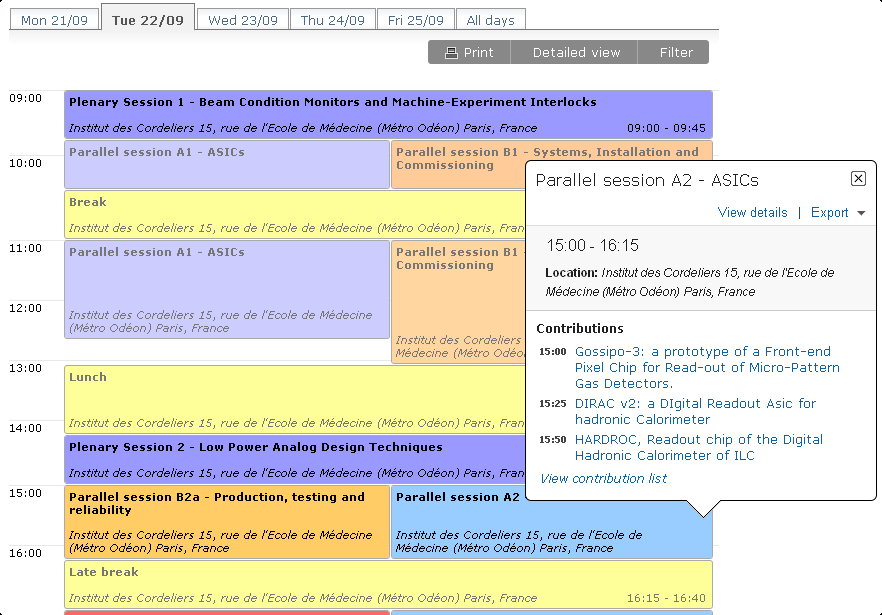 Mon 21/09
Tue 22/09
Wed 23/09
Thu 24/09
Fri 25/09
All days
Print
Detailed view
Filter
09:00
Plenary Session 1 - Beam Condition Monitors and Machine-Experiment Interlocks
Institut des Cordeliers 15, rue de l'Ecole de Médecine (Métro Odéon) Paris, France
09:00 - 09:45
10:00
Parallel session A1 - ASICs
Parallel session B1 - Systems, Installation and
Commissioning
Break
Institut des Cordeliers 15, rue de l'Ecole de Médecine (Métro Odéon) Paris, France
11:00
Parallel session A1 - ASICs
Institut des Cordeliers 15, rue de l'Ecole de Médecine
(Métro Odéon) Paris, France
Parallel session B1 -
Commissioning
Institut des Cordeliers
Médecine (Métro Odéon)
12:00
13:00
Lunch
Institut des Cordeliers 15, rue de l'Ecole de Médecine (Métro Odéon) Paris, France
14:00
Plenary Session 2 - Low Power Analog Design Techniques
Institut des Cordeliers 15, rue de l'Ecole de Médecine (Métro Odéon) Paris, France
15:00
Parallel session B2a - Production, testing and
reliability
Institut des Cordeliers 15, rue de l'Ecole de Médecine
(Métro Odéon) Paris, France
Parallel session A2
Institut des Cordeliers 15, rue de l'Ecole de
Médecine (Métro Odéon) Paris, France
16:00
Late break
Institut des Cordeliers 15, rue de l'Ecole de Médecine (Métro Odéon) Paris, France
16:15 - 16:40
Parallel session A2 - ASICs
View details | Export
15:00 - 16:15
Location: Institut des Cordeliers 15, rue de l'Ecole de
Médecine (Métro Odéon) Paris, France
Contributions
15:00 Gossipo-3: a prototype of a Front-end
Pixel Chip for Read-out of Micro-Pattern
Gas Detectors.
15:25 DIRAC v2: a DIgital Readout Asic for
hadronic Calorimeter
15:50 HARDROC, Readout chip of the Digital
Hadronic Calorimeter of ILC
View contribution list